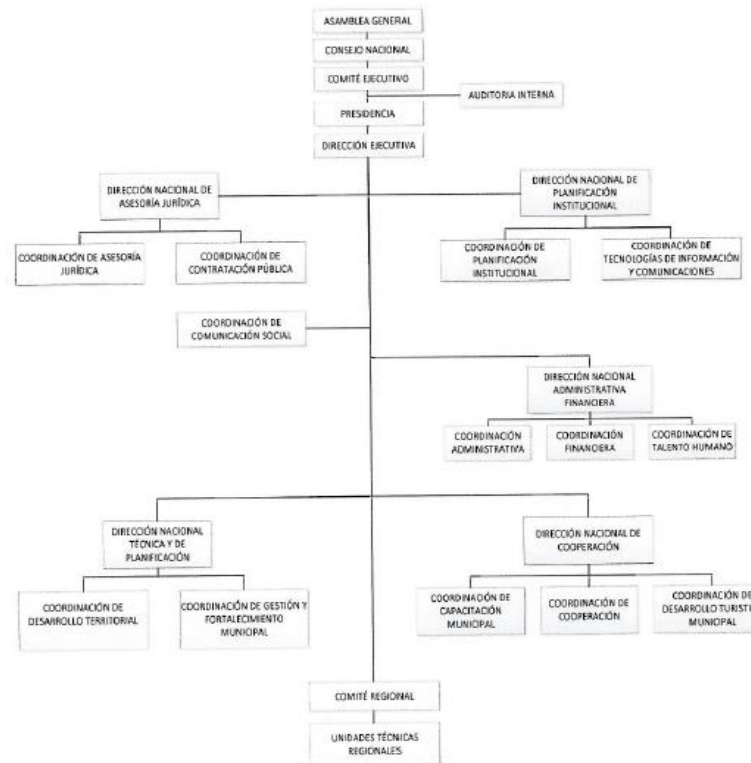 ASAMBLEA GENERAL
CONSEJO NACIONAL
COMITÉ EJECUTIVO
AUDITORIA INTERNA
PRESIDENCIA
DIRECCIÓN EJECUTIVA
DIRECCIÓN NACIONAL DE
ASESORÍA JURÍDICA
DIRECCIÓN NACIONAL DE
PLANIFICACIÓN
INSTITUCIONAL
COORDINACIÓN DE ASESORÍA
JURÍDICA
COORDINACIÓN DE
CONTRATACIÓN PÚBLICA
COORDINACIÓN DE
PLANIFICACIÓN
INSTITUCIONAL
COORDINACIÓN DE
TECNOLOGÍAS DE INFORMACIÓN
Y COMUNICACIONES
COORDINACIÓN DE
COMUNICACIÓN SOCIAL
DIRECCIÓN NACIONAL
ADMINISTRATIVA
FINANCIERA
COORDINACIÓN
ADMINISTRATIVA
COORDINACIÓN
FINANCIERA
COORDINACIÓN DE
TALENTO HUMANO
DIRECCIÓN NACIONAL
TÉCNICA Y DE
PLANIFICACIÓN
DIRECCIÓN NACIONAL DE
COOPERACIÓN
COORDINACIÓN DE
DESARROLLO TERRITORIAL
COORDINACIÓN DE GESTIÓN Y
FORTALECIMIENTO
MUNICIPAL
COORDINACIÓN DE
CAPACITACIÓN
MUNICIPAL
COORDINACIÓN DE
COOPERACIÓN
COORDINACIÓN DE
DESARROLLO TURISTI
MUNICIPAL
COMITÉ REGIONAL
UNIDADES TÉCNICAS
REGIONALES